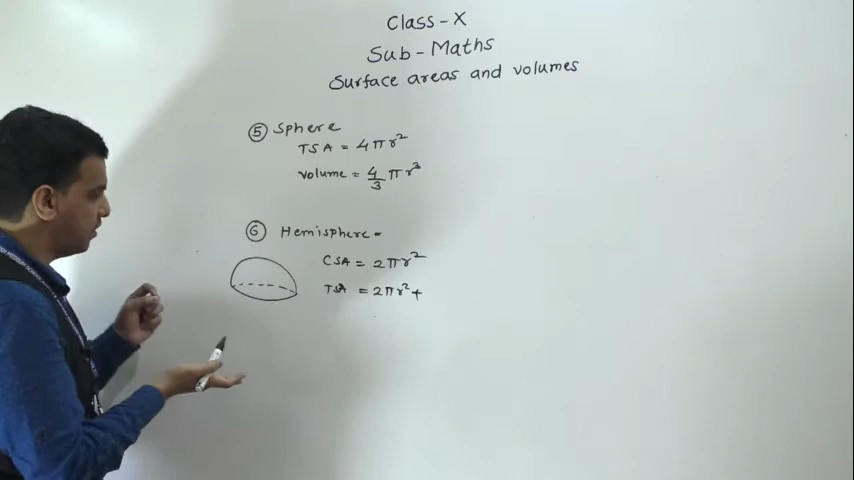 Class-X
Sub-Maths
Surface areas and volumes
⑤ Sphere
TSA = 4πr²
Volume = 4/3 πr³
⑥ Hemisphere-
CSA = 2πr²
TSA = 2πr² +